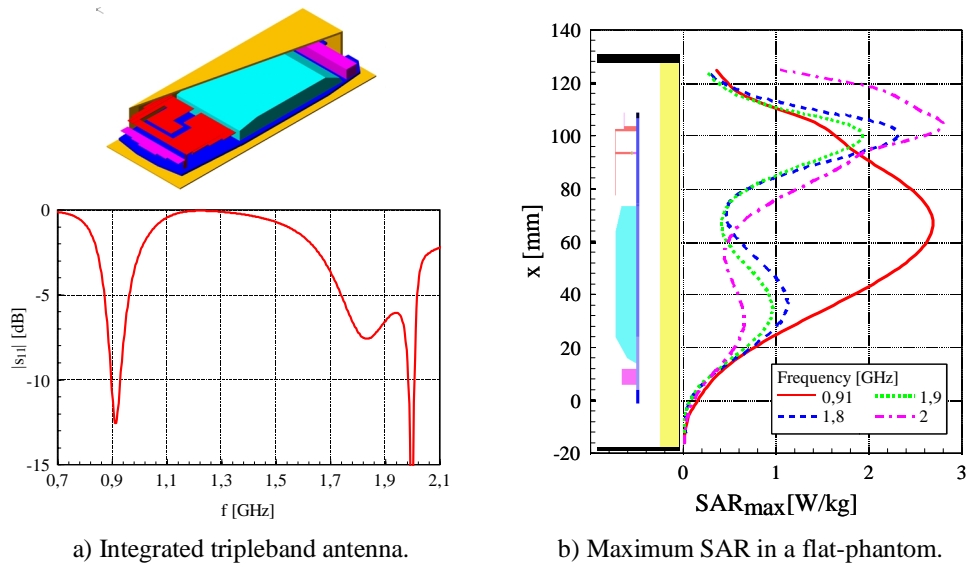 0
-5
-10
-15
|s11| [dB]
0,7 0,9 1,1 1,3 1,5 1,7 1,9 2,1
f [GHz]
a) Integrated tripleband antenna.
x [mm]
120
100
80
60
40
20
0
-20
0 1 2 3
SARmax[W/kg]
Frequency [GHz]
0,91 1,9
1,8 2
b) Maximum SAR in a flat-phantom.